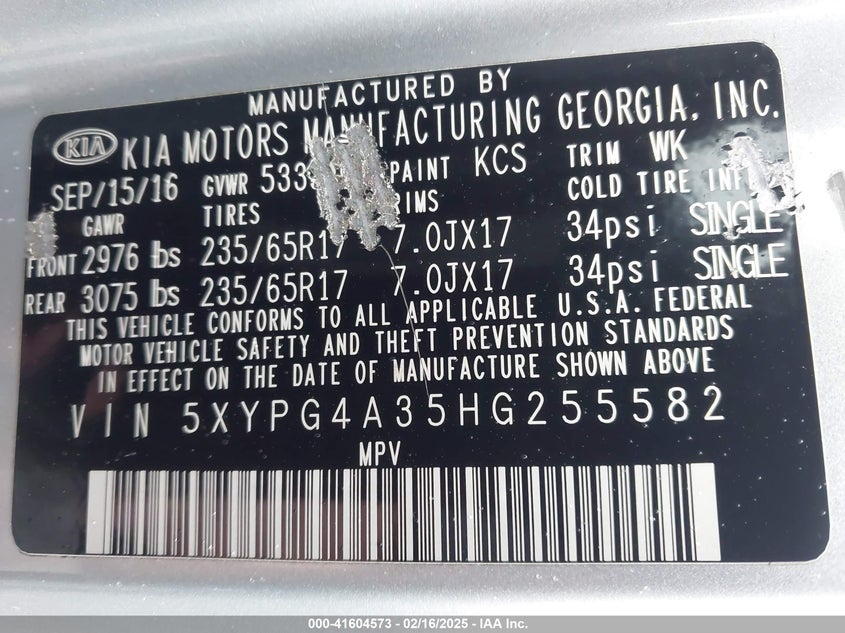 MANUFACTURED BY
KIA KIA MOTORS MANUFACTURING GEORGIA, INC.
SEP/15/16 GVWR PAINT KCS TRIM WK
GAWR TIRES RIMS COLD TIRE
FRONT 2976 lbs 235/65R17 7.0JX17 34psi SINGLE
REAR 3075 lbs 235/65R17 7.0JX17 34psi SINGLE
THIS VEHICLE CONFORMS TO ALL APPLICABLE U.S.A. FEDERAL
MOTOR VEHICLE SAFETY AND THEFT PREVENTION STANDARDS
IN EFFECT ON THE DATE OF MANUFACTURE SHOWN ABOVE
VIN 5XYPG4A35HG255582
MPV
000-41604573 - 02/16/2025 - IAA Inc.